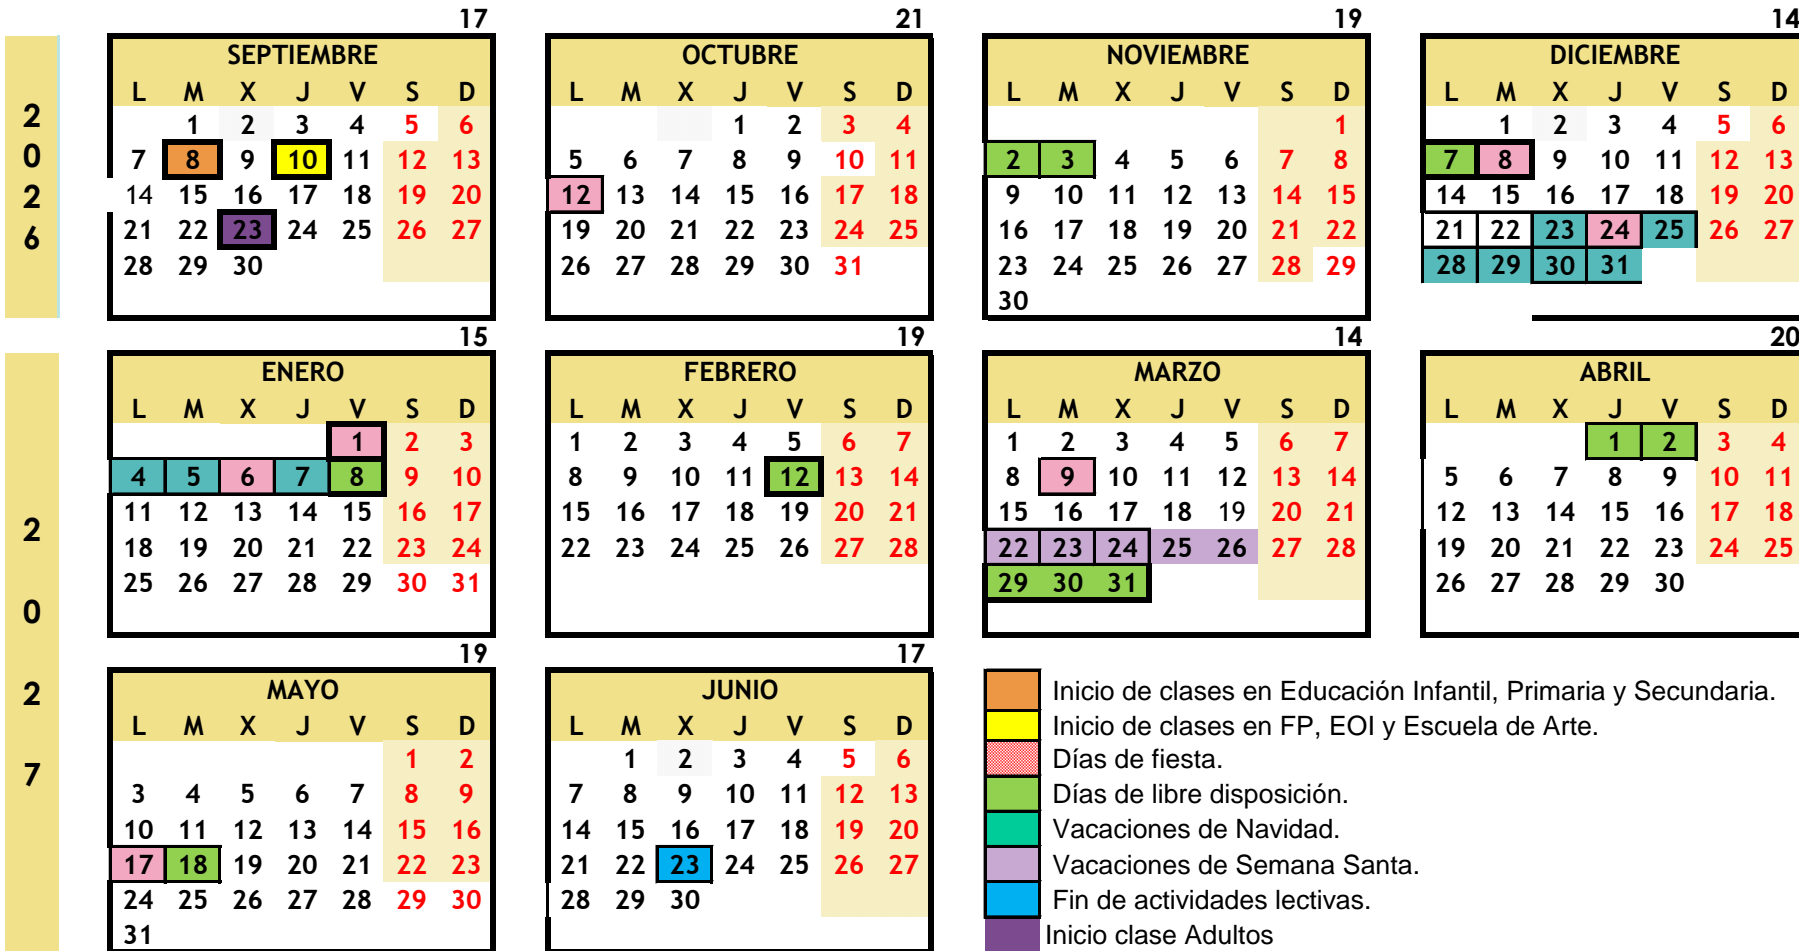 17 21 19 14
SEPTIEMBRE
L M X J V S D
1 2 3 4 5 6
7 8 9 10 11 12 13
14 15 16 17 18 19 20
21 22 23 24 25 26 27
28 29 30
OCTUBRE
L M X J V S D
1 2 3 4
5 6 7 8 9 10 11
12 13 14 15 16 17 18
19 20 21 22 23 24 25
26 27 28 29 30 31
NOVIEMBRE
L M X J V S D
1
2 3 4 5 6 7 8
9 10 11 12 13 14 15
16 17 18 19 20 21 22
23 24 25 26 27 28 29
30
DICIEMBRE
L M X J V S D
1 2 3 4 5 6
7 8 9 10 11 12 13
14 15 16 17 18 19 20
21 22 23 24 25 26 27
28 29 30 31
2
0
2
6
15 19 14 20
ENERO
L M X J V S D
1 2 3
4 5 6 7 8 9 10
11 12 13 14 15 16 17
18 19 20 21 22 23 24
25 26 27 28 29 30 31
FEBRERO
L M X J V S D
1 2 3 4 5 6 7
8 9 10 11 12 13 14
15 16 17 18 19 20 21
22 23 24 25 26 27 28
MARZO
L M X J V S D
1 2 3 4 5 6 7
8 9 10 11 12 13 14
15 16 17 18 19 20 21
22 23 24 25 26 27 28
29 30 31
ABRIL
L M X J V S D
1 2 3 4
5 6 7 8 9 10 11
12 13 14 15 16 17 18
19 20 21 22 23 24 25
26 27 28 29 30
2
0
2
7
19 17
MAYO
L M X J V S D
1 2
3 4 5 6 7 8 9
10 11 12 13 14 15 16
17 18 19 20 21 22 23
24 25 26 27 28 29 30
31
JUNIO
L M X J V S D
1 2 3 4 5 6
7 8 9 10 11 12 13
14 15 16 17 18 19 20
21 22 23 24 25 26 27
28 29 30
Inicio de clases en Educación Infantil, Primaria y Secundaria.
Inicio de clases en FP, EOI y Escuela de Arte.
Días de fiesta.
Días de libre disposición.
Vacaciones de Navidad.
Vacaciones de Semana Santa.
Fin de actividades lectivas.
Inicio clase Adultos